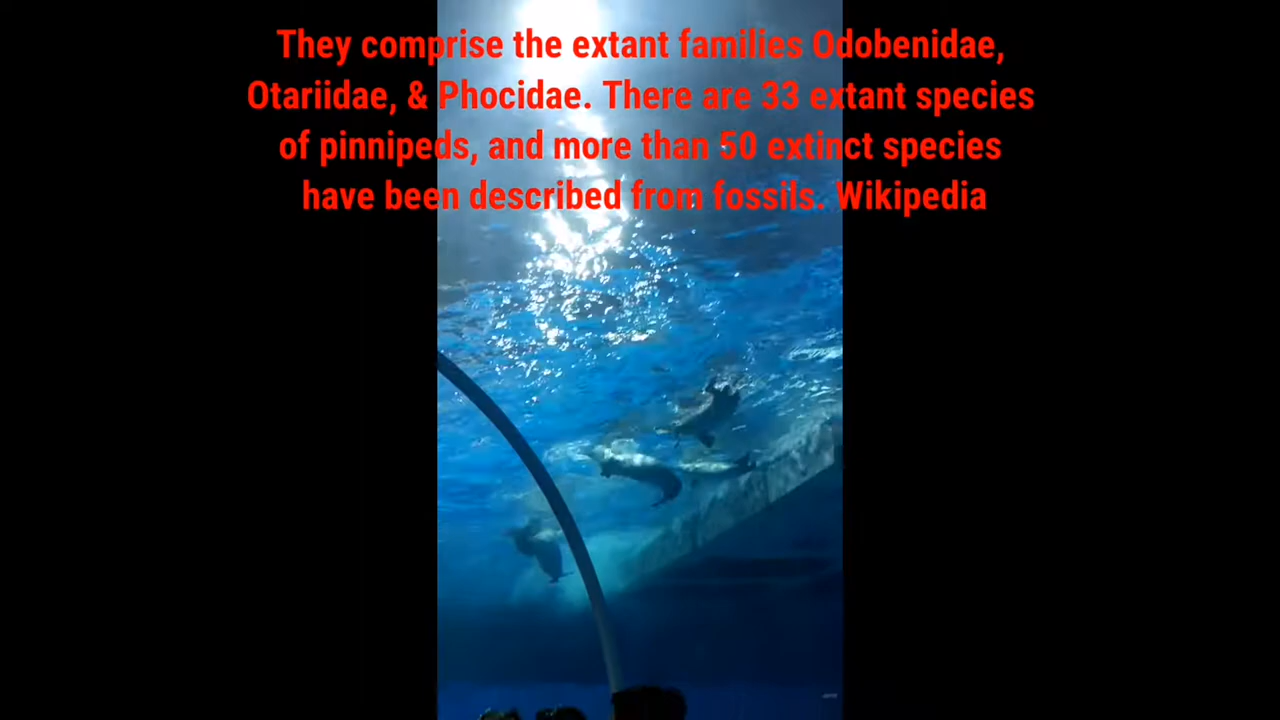 They comprise the extant families Odobenidae,
Otariidae, & Phocidae. There are 33 extant species
of pinnipeds, and more than 50 extinct species
have been described from fossils. Wikipedia